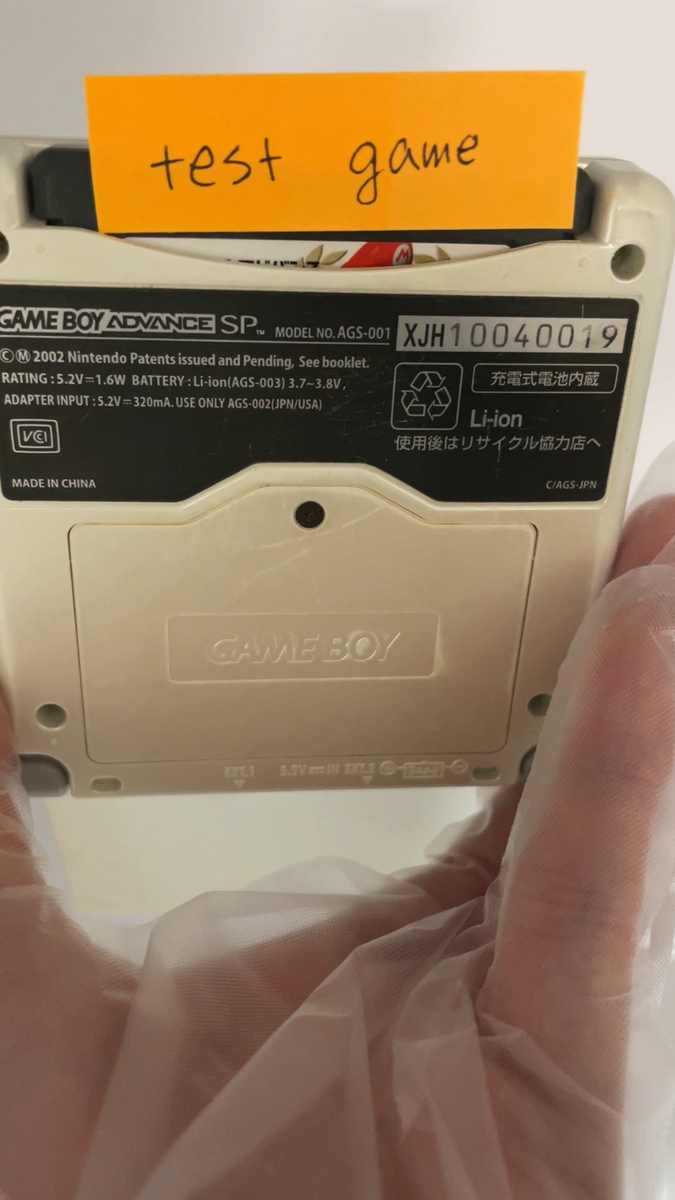 test game
GAME BOY ADVANCE SP™ MODEL NO. AGS-001 XJH10040019
©Ⓜ 2002 Nintendo Patents issued and Pending, See booklet.
RATING : 5.2V⎓1.6W BATTERY : Li-ion(AGS-003) 3.7~3.8V,
ADAPTER INPUT : 5.2V⎓320mA. USE ONLY AGS-002(JPN/USA)
充電式電池内蔵
Li-ion
使用後はリサイクル協力店へ
VCI
MADE IN CHINA
C/AGS-JPN
GAME BOY
EXT.1 5.2V⎓IN EXT.2